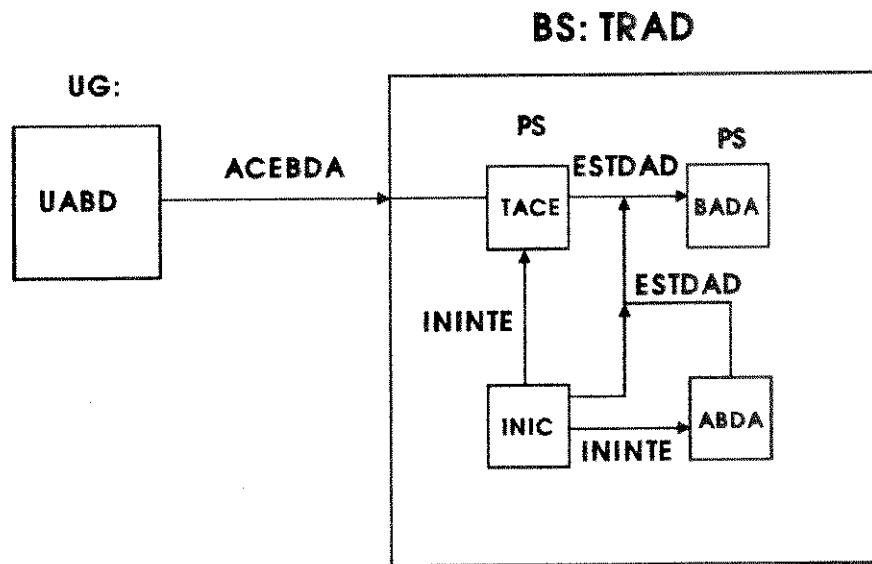 BS: TRAD
UG:
PS
PS
ESTDAD
ACEBDA
UABD
TACE
BADA
ESTDAD
ININTE
INIC
ABDA
ININTE